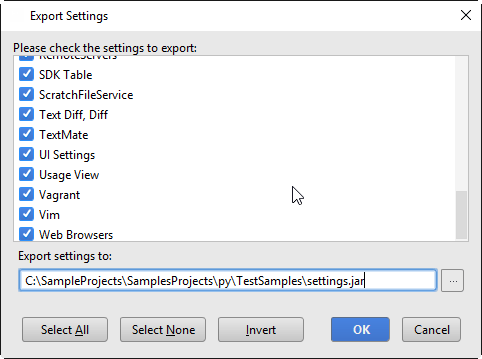 Export Settings
Please check the settings to export:
RemoteServers
SDK Table
ScratchFileService
Text Diff, Diff
TextMate
UI Settings
Usage View
Vagrant
Vim
Web Browsers
Export settings to:
C:\SampleProjects\SamplesProjects\py\TestSamples\settings.jar
...
Select All Select None Invert OK Cancel